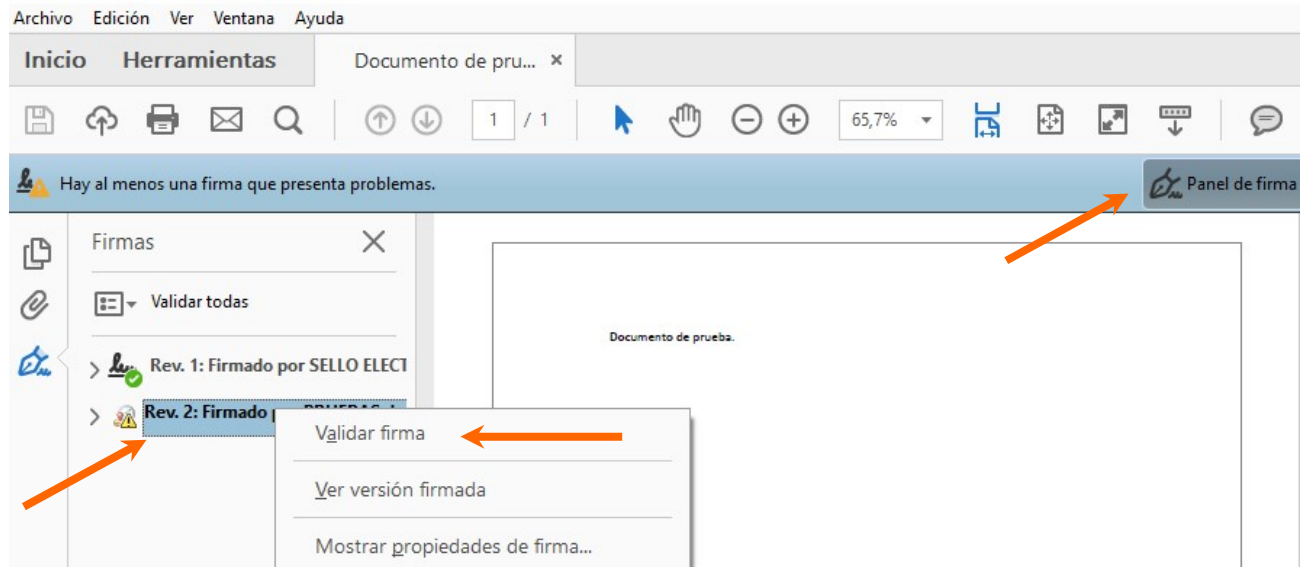 Archivo Edición Ver Ventana Ayuda
Inicio Herramientas Documento de pru... ×
1 / 1 65,7%
Hay al menos una firma que presenta problemas. Panel de firma
Firmas
Validar todas
Documento de prueba.
Rev. 1: Firmado por SELLO ELECT
Rev. 2: Firmado
Validar firma
Ver versión firmada
Mostrar propiedades de firma...